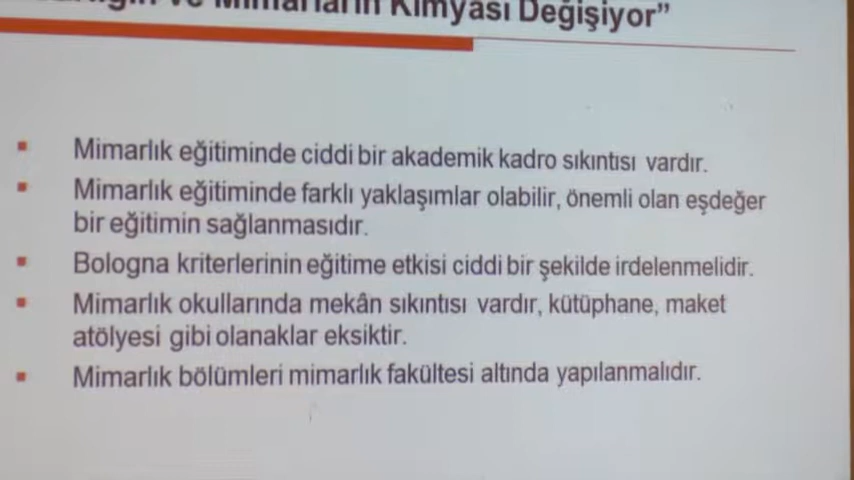 ve Mimarların Kimyası Değişiyor”
▪ Mimarlık eğitiminde ciddi bir akademik kadro sıkıntısı vardır.
▪ Mimarlık eğitiminde farklı yaklaşımlar olabilir, önemli olan eşdeğer
bir eğitimin sağlanmasıdır.
▪ Bologna kriterlerinin eğitime etkisi ciddi bir şekilde irdelenmelidir.
▪ Mimarlık okullarında mekân sıkıntısı vardır, kütüphane, maket
atölyesi gibi olanaklar eksiktir.
▪ Mimarlık bölümleri mimarlık fakültesi altında yapılanmalıdır.